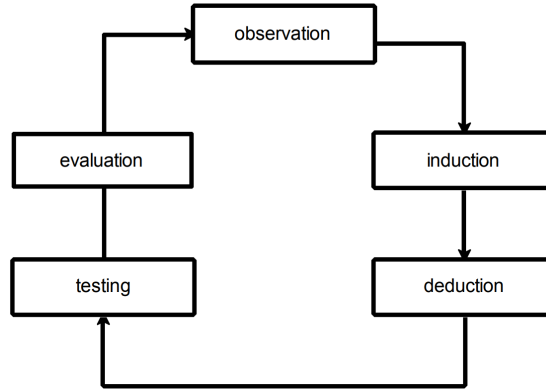 observation
evaluation
induction
testing
deduction